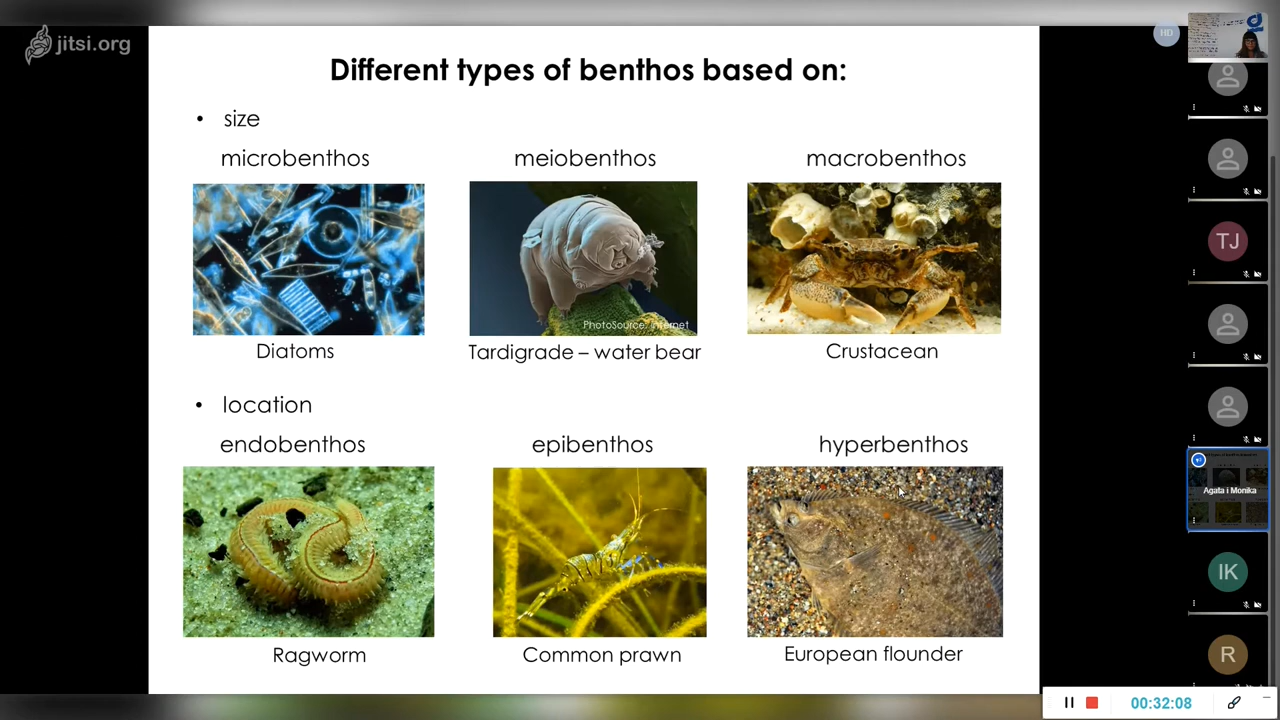 jitsi.org
HD
Different types of benthos based on:
• size
microbenthos meiobenthos macrobenthos
PhotoSource: Internet
Diatoms Tardigrade – water bear Crustacean
• location
endobenthos epibenthos hyperbenthos
Ragworm Common prawn European flounder
TJ
Agata i Monika
IK
R
00:32:08